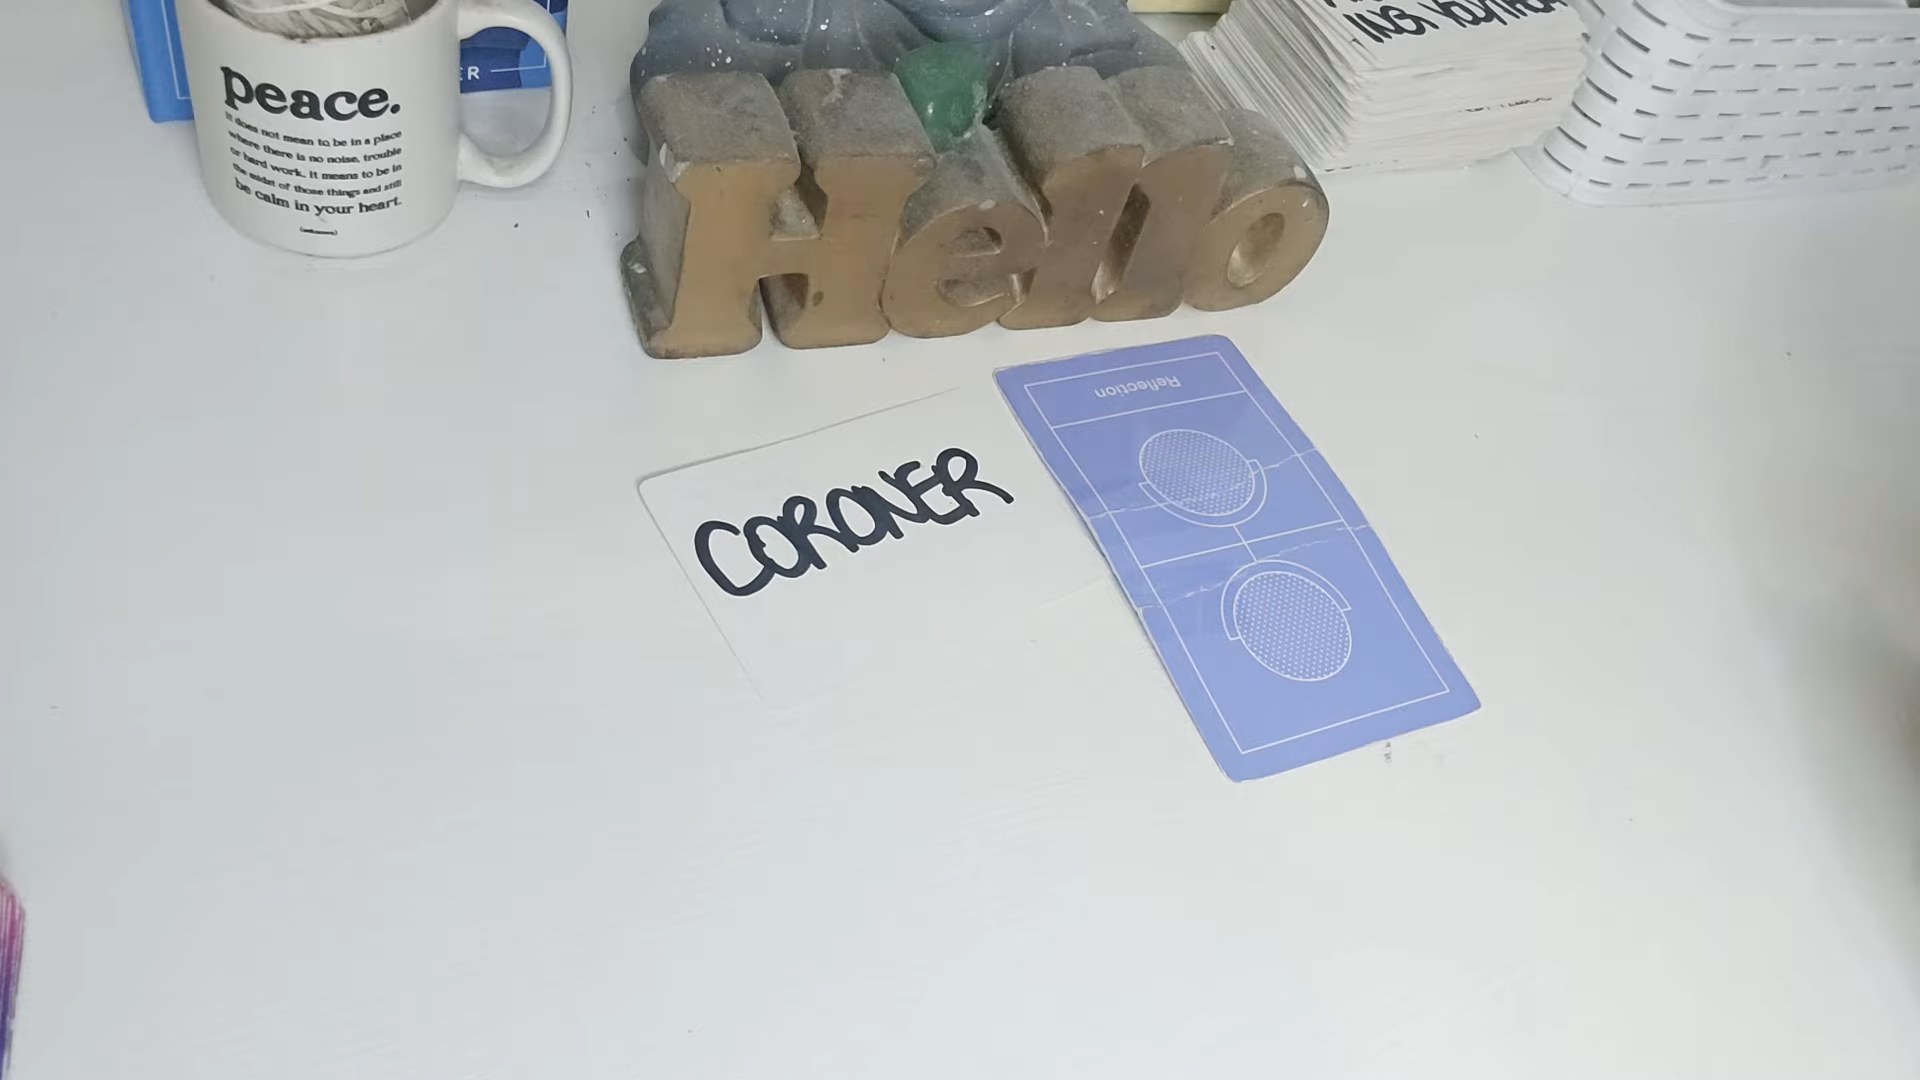 peace.
it does not mean to be in a place
where there is no noise, trouble
or hard work. it means to be in
the midst of those things and still
be calm in your heart.
(unknown)
ER
Hello
CORONER
Reflection